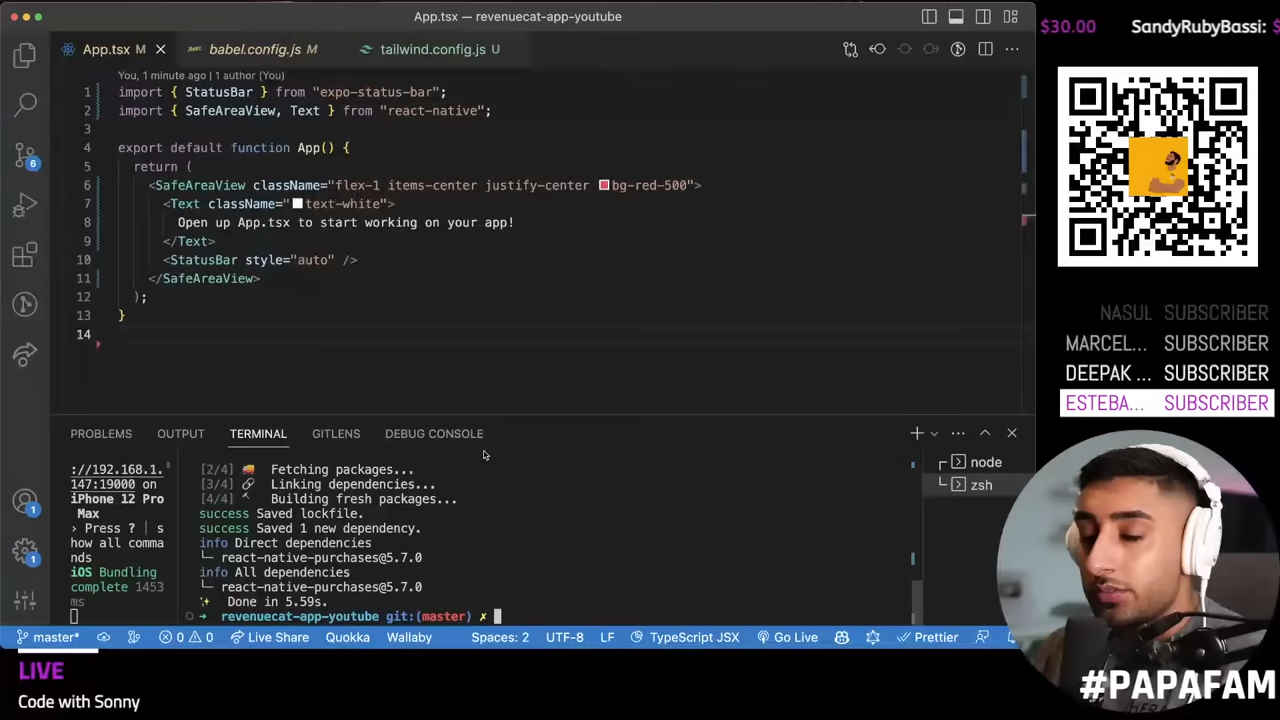 App.tsx — revenuecat-app-youtube
App.tsx M
babel.config.js M
tailwind.config.js U
You, 1 minute ago | 1 author (You)
1 import { StatusBar } from "expo-status-bar";
2 import { SafeAreaView, Text } from "react-native";
3
4 export default function App() {
5 return (
6 <SafeAreaView className="flex-1 items-center justify-center bg-red-500">
7 <Text className="text-white">
8 Open up App.tsx to start working on your app!
9 </Text>
10 <StatusBar style="auto" />
11 </SafeAreaView>
12 );
13 }
14
6
1
1
PROBLEMS OUTPUT TERMINAL GITLENS DEBUG CONSOLE
://192.168.1.
147:19000 on
iPhone 12 Pro
Max
› Press ? | s
how all comma
nds
iOS Bundling
complete 1453
ms
[2/4] 🚚 Fetching packages...
[3/4] 🔗 Linking dependencies...
[4/4] 🔨 Building fresh packages...
success Saved lockfile.
success Saved 1 new dependency.
info Direct dependencies
└─ react-native-purchases@5.7.0
info All dependencies
└─ react-native-purchases@5.7.0
✨ Done in 5.59s.
→ revenuecat-app-youtube git:(master) ✗
node
zsh
master* 0 0 Live Share Quokka Wallaby Spaces: 2 UTF-8 LF TypeScript JSX Go Live Prettier
$30.00 SandyRubyBassi: $
NASUL SUBSCRIBER
MARCEL... SUBSCRIBER
DEEPAK ... SUBSCRIBER
ESTEBA... SUBSCRIBER
LIVE
Code with Sonny
#PAPAFAM